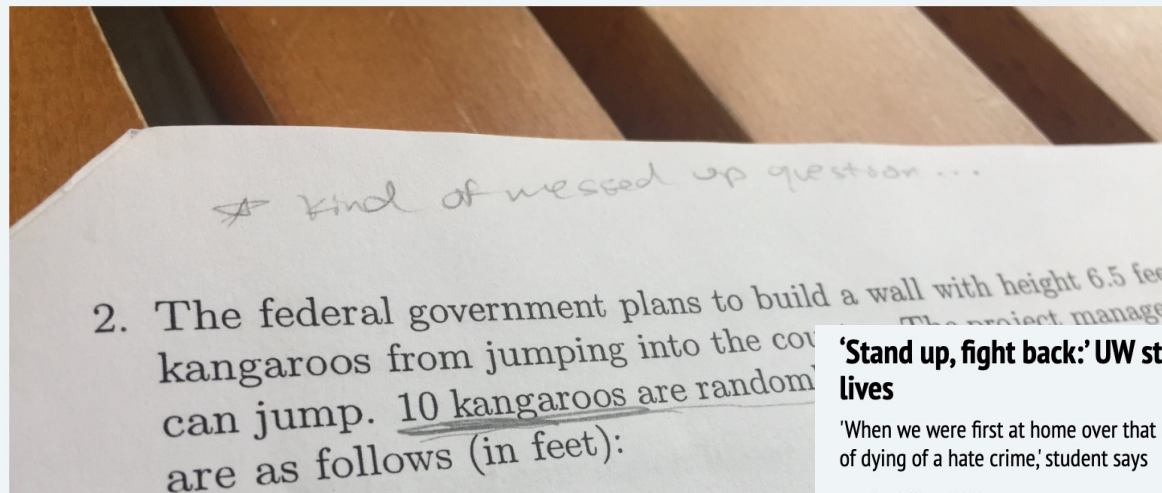 * kind of messed up question...
2. The federal government plans to build a wall with height 6.5
kangaroos from jumping into the The project
can jump. 10 kangaroos are
are as follows (in feet):
'Stand up, fight back:' UW
lives
'When we were first at home over that
of dying of a hate crime,' student says